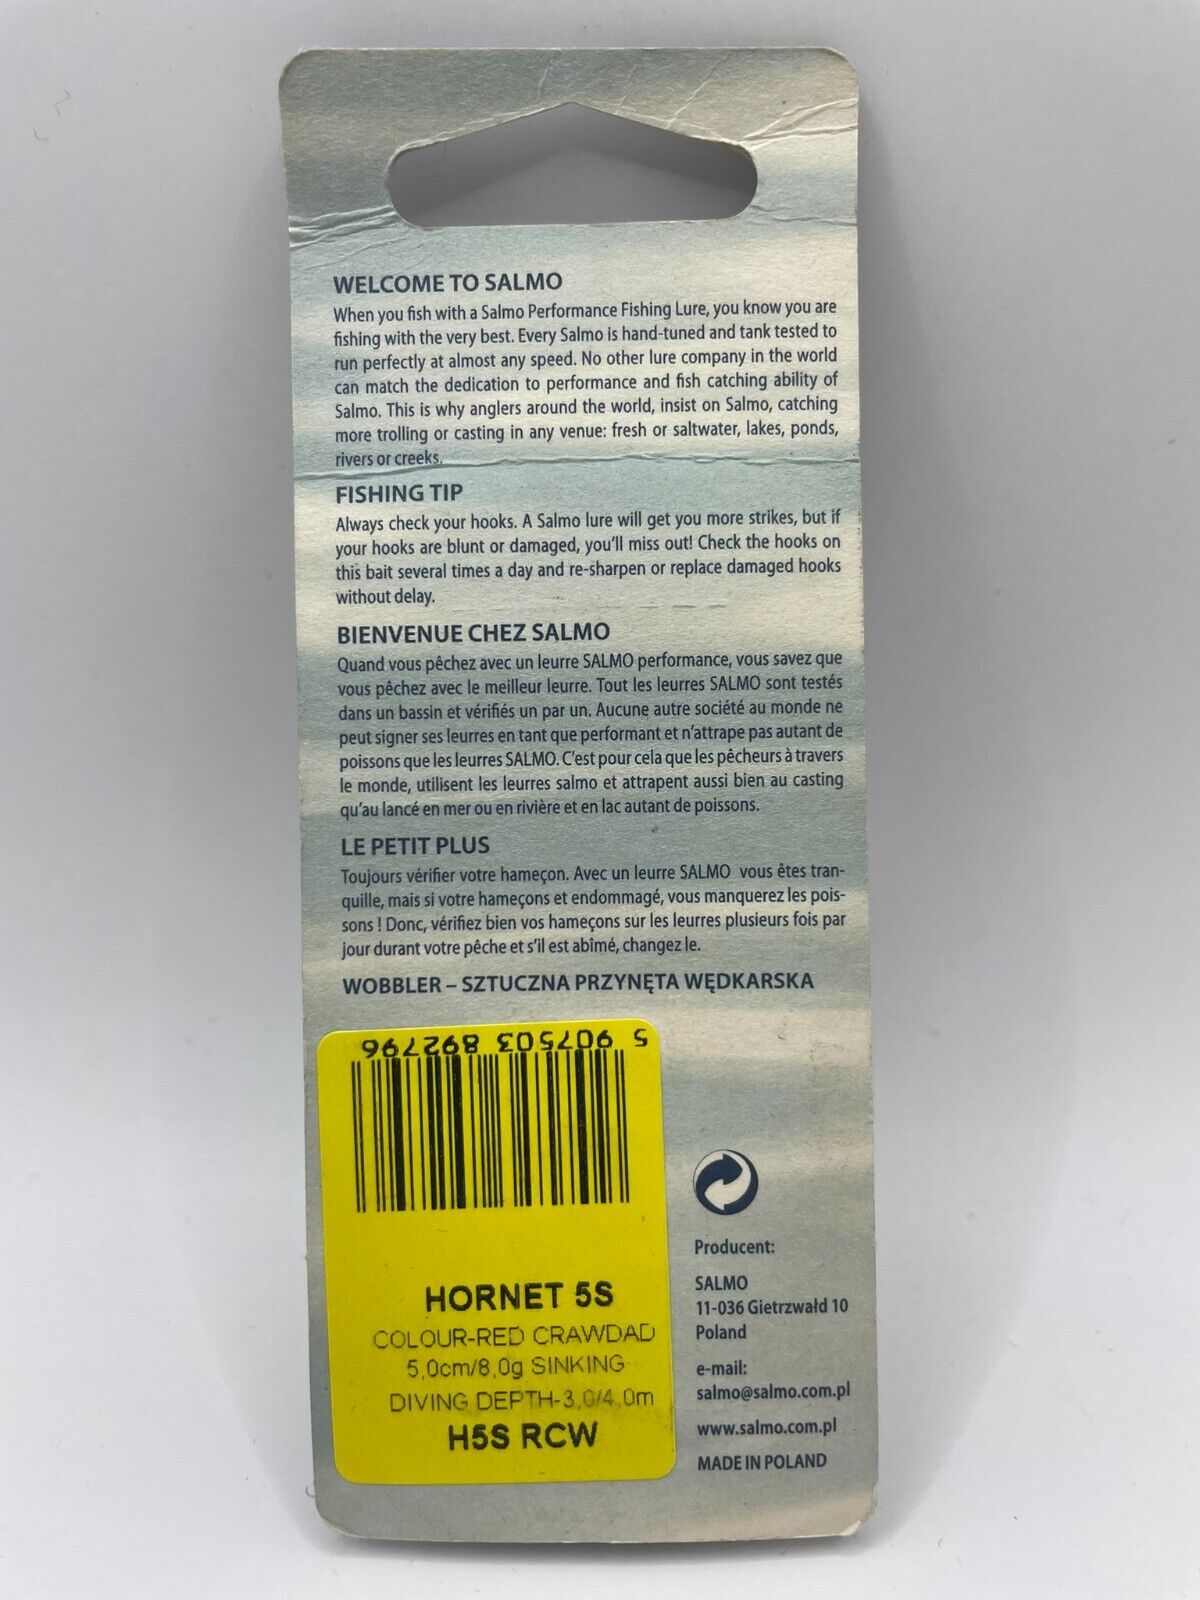 WELCOME TO SALMO
When you fish with a Salmo Performance Fishing Lure, you know you are
fishing with the very best. Every Salmo is hand-tuned and tank tested to
run perfectly at almost any speed. No other lure company in the world
can match the dedication to performance and fish catching ability of
Salmo. This is why anglers around the world, insist on Salmo, catching
more trolling or casting in any venue: fresh or saltwater, lakes, ponds,
rivers or creeks.
FISHING TIP
Always check your hooks. A Salmo lure will get you more strikes, but if
your hooks are blunt or damaged, you'll miss out! Check the hooks on
this bait several times a day and re-sharpen or replace damaged hooks
without delay.
BIENVENUE CHEZ SALMO
Quand vous pêchez avec un leurre SALMO performance, vous savez que
vous pêchez avec le meilleur leurre. Tout les leurres SALMO sont testés
dans un bassin et vérifiés un par un. Aucune autre société au monde ne
peut signer ses leurres en tant que performant et n'attrape pas autant de
poissons que les leurres SALMO. C'est pour cela que les pêcheurs à travers
le monde, utilisent les leurres salmo et attrapent aussi bien au casting
qu'au lancé en mer ou en rivière et en lac autant de poissons.
LE PETIT PLUS
Toujours vérifier votre hameçon. Avec un leurre SALMO vous êtes tran-
quille, mais si votre hameçons et endommagé, vous manquerez les pois-
sons ! Donc, vérifiez bien vos hameçons sur les leurres plusieurs fois par
jour durant votre pêche et s'il est abîmé, changez le.
WOBBLER – SZTUCZNA PRZYNĘTA WĘDKARSKA
5 907503 892796
HORNET 5S
COLOUR-RED CRAWDAD
5,0cm/8,0g SINKING
DIVING DEPTH-3,0/4,0m
H5S RCW
Producent:
SALMO
11-036 Gietrzwałd 10
Poland
e-mail:
salmo@salmo.com.pl
www.salmo.com.pl
MADE IN POLAND